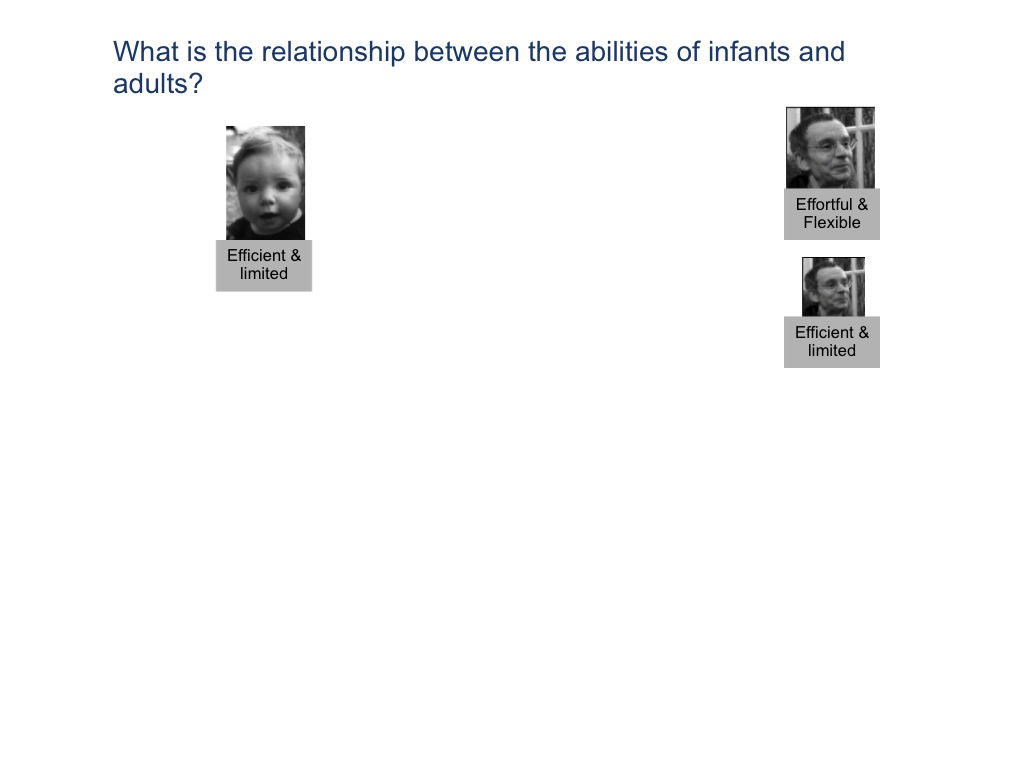 What is the relationship between the abilities of infants and
adults?
Effortful &
Flexible
Efficient &
limited
Efficient &
limited